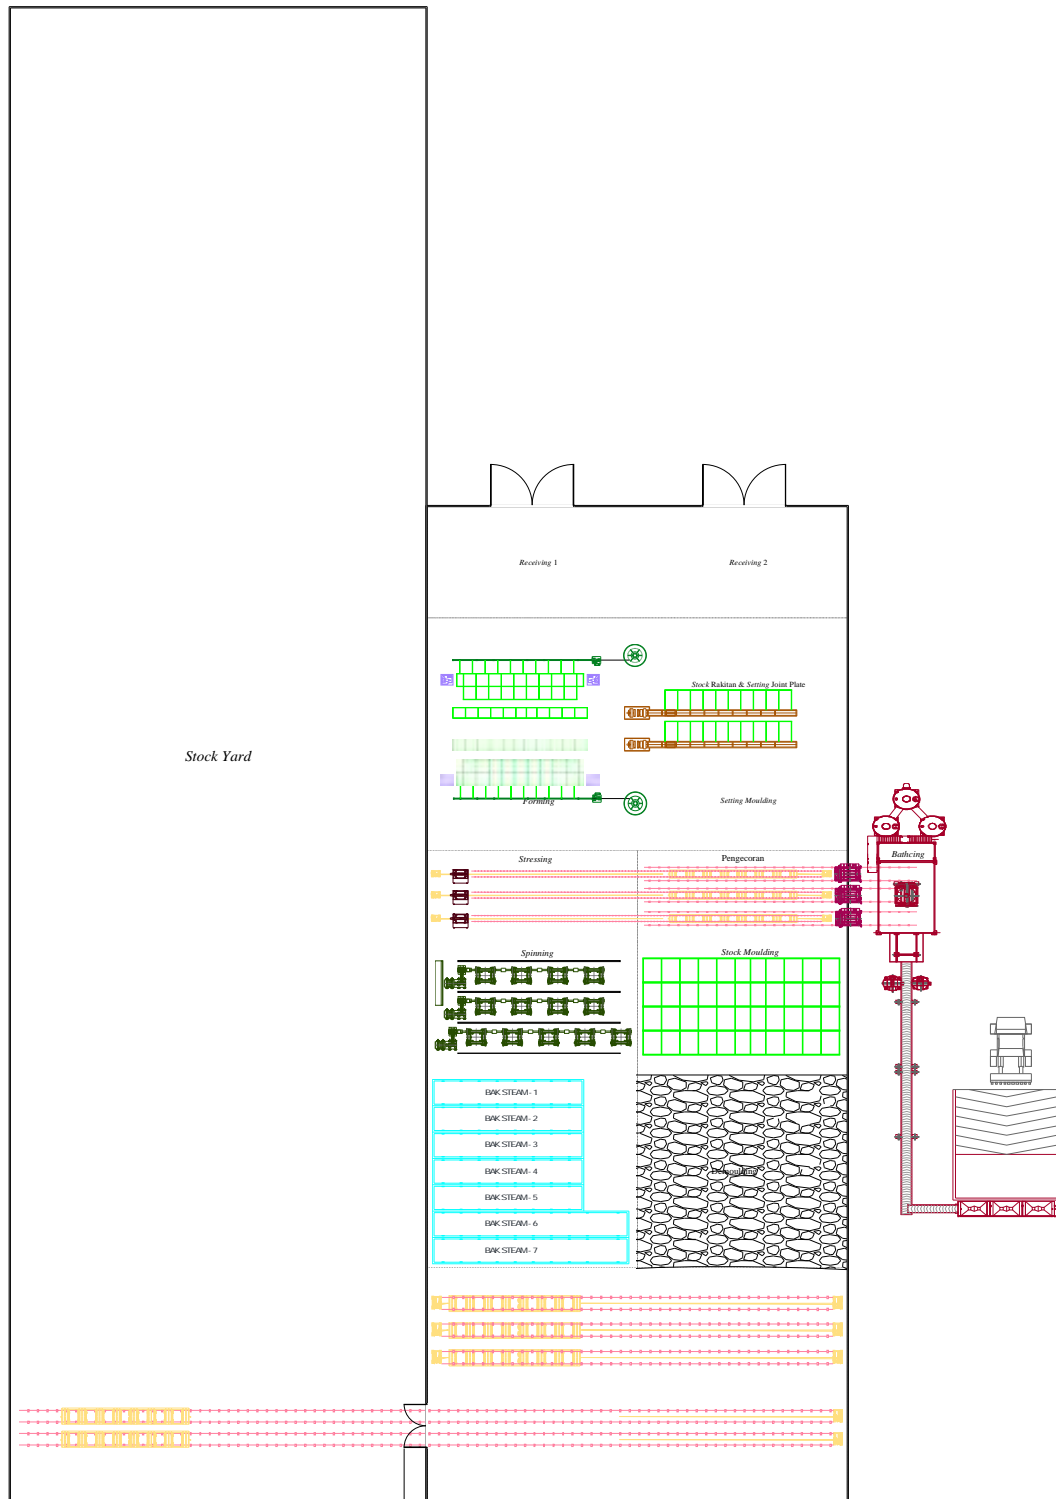 Receiving 1
Receiving 2
Stock Rakitan & Setting Joint Plate
Stock Yard
Forming
Setting Moulding
Stressing
Pengecoran
Bathcing
Spinning
Stock Moulding
BAK STEAM - 1
BAK STEAM - 2
BAK STEAM - 3
BAK STEAM - 4
Demoulding
BAK STEAM - 5
BAK STEAM - 6
BAK STEAM - 7